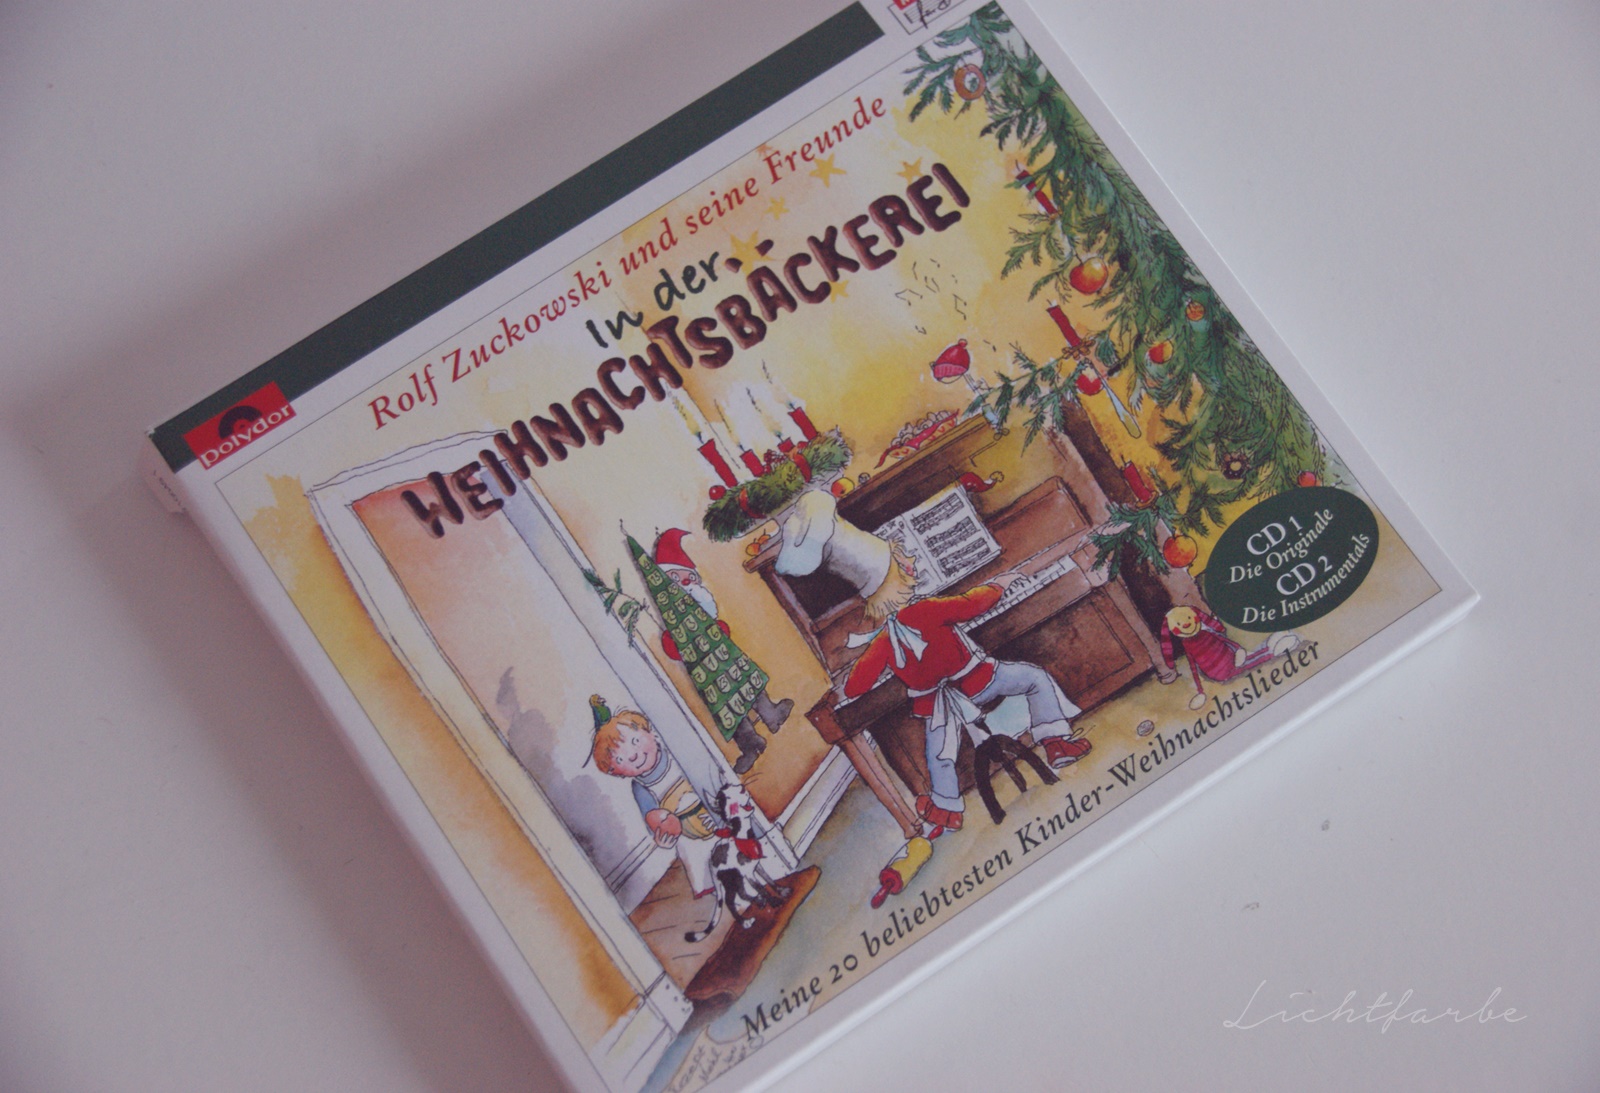 Rolf Zuckowski und seine Freunde
In der
WEIHNACHTSBÄCKEREI
polydor
CD 1
Die Originale
CD 2
Die Instrumentals
Meine 20 beliebtesten Kinder-Weihnachtslieder
Lichtfarbe